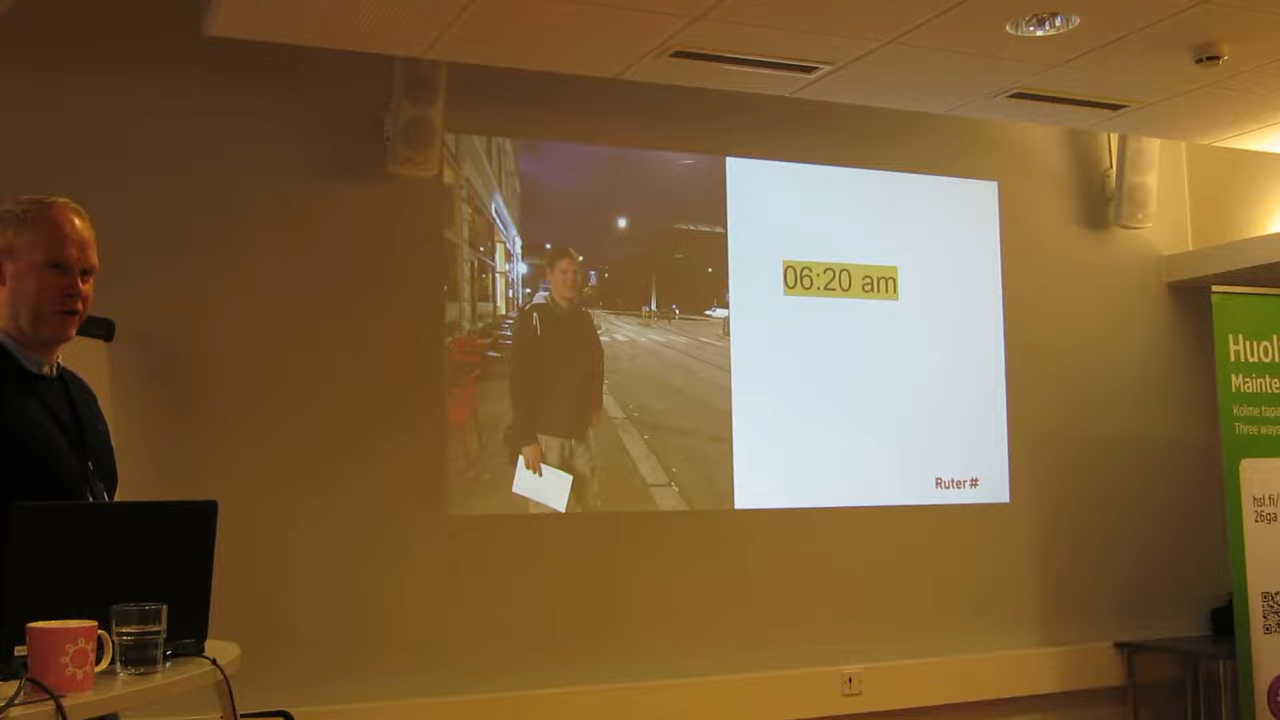 06:20 am
Ruter#
Huol
Mainte
Kolme tapa
Three ways
hsl.fi/
26ga